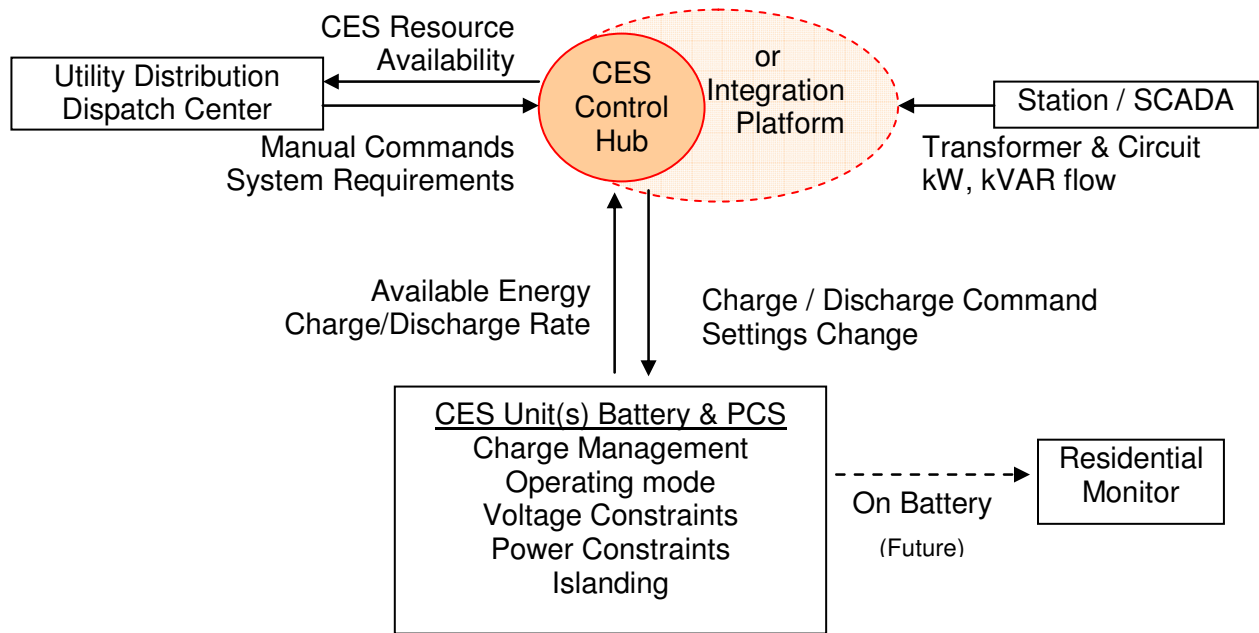 CES Resource
Availability
Utility Distribution
Dispatch Center
Manual Commands
System Requirements
CES
Control
Hub
or
Integration
Platform
Station / SCADA
Transformer & Circuit
kW, kVAR flow
Available Energy
Charge/Discharge Rate
Charge / Discharge Command
Settings Change
CES Unit(s) Battery & PCS
Charge Management
Operating mode
Voltage Constraints
Power Constraints
Islanding
On Battery
(Future)
Residential
Monitor